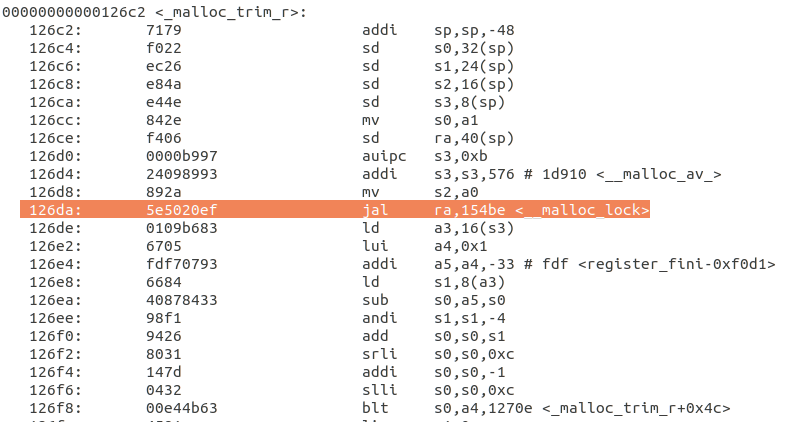 00000000000126c2 <_malloc_trim_r>:
126c2: 7179 addi sp,sp,-48
126c4: f022 sd s0,32(sp)
126c6: ec26 sd s1,24(sp)
126c8: e84a sd s2,16(sp)
126ca: e44e sd s3,8(sp)
126cc: 842e mv s0,a1
126ce: f406 sd ra,40(sp)
126d0: 0000b997 auipc s3,0xb
126d4: 24098993 addi s3,s3,576 # 1d910 <__malloc_av_>
126d8: 892a mv s2,a0
126da: 5e5020ef jal ra,154be <__malloc_lock>
126de: 0109b683 ld a3,16(s3)
126e2: 6705 lui a4,0x1
126e4: fdf70793 addi a5,a4,-33 # fdf <register_fini-0xf0d1>
126e8: 6684 ld s1,8(a3)
126ea: 40878433 sub s0,a5,s0
126ee: 98f1 andi s1,s1,-4
126f0: 9426 add s0,s0,s1
126f2: 8031 srli s0,s0,0xc
126f4: 147d addi s0,s0,-1
126f6: 0432 slli s0,s0,0xc
126f8: 00e44b63 blt s0,a4,1270e <_malloc_trim_r+0x4c>